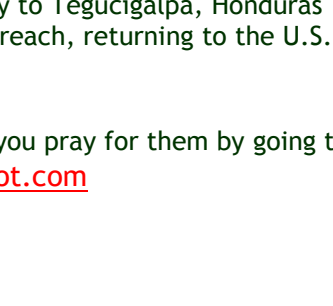 to Tegucigalpa, Honduras
reach, returning to the U.S.
you pray for them by going
ot.com